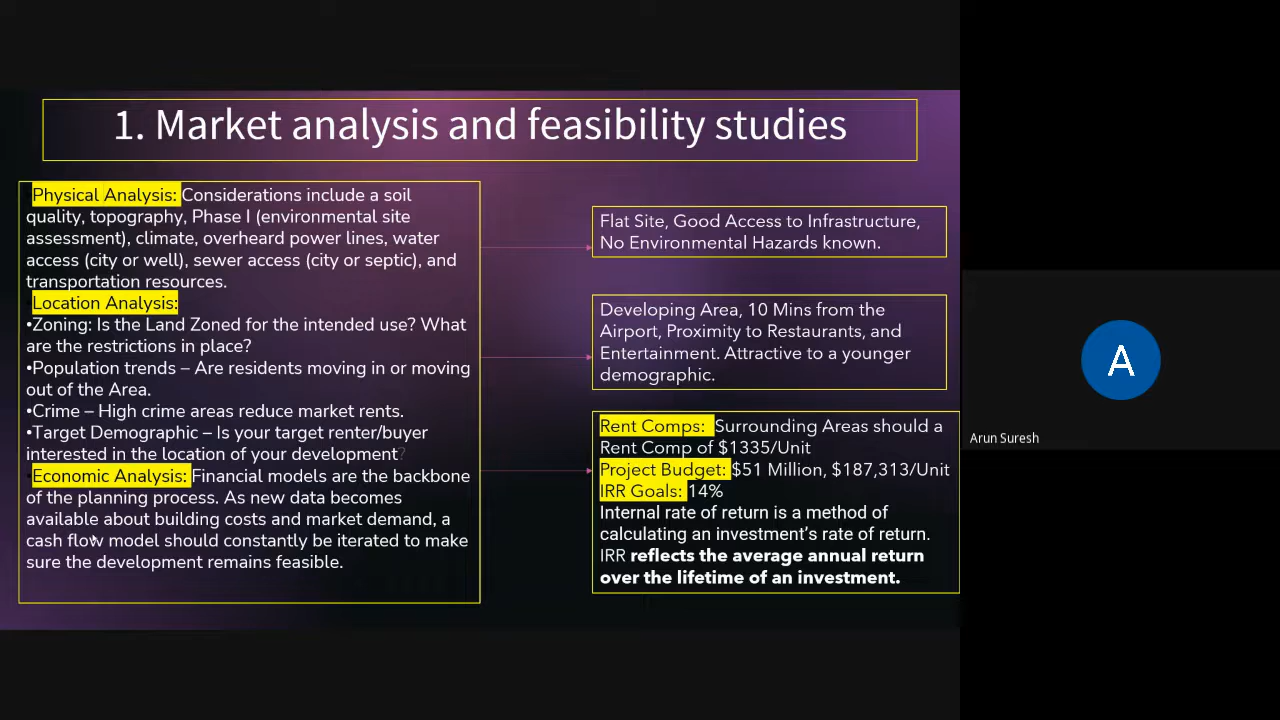 1. Market analysis and feasibility studies
Physical Analysis: Considerations include a soil
quality, topography, Phase I (environmental site
assessment), climate, overheard power lines, water
access (city or well), sewer access (city or septic), and
transportation resources.
Location Analysis:
•Zoning: Is the Land Zoned for the intended use? What
are the restrictions in place?
•Population trends – Are residents moving in or moving
out of the Area.
•Crime – High crime areas reduce market rents.
•Target Demographic – Is your target renter/buyer
interested in the location of your development?
Economic Analysis: Financial models are the backbone
of the planning process. As new data becomes
available about building costs and market demand, a
cash flow model should constantly be iterated to make
sure the development remains feasible.
Flat Site, Good Access to Infrastructure,
No Environmental Hazards known.
Developing Area, 10 Mins from the
Airport, Proximity to Restaurants, and
Entertainment. Attractive to a younger
demographic.
Rent Comps: Surrounding Areas should a
Rent Comp of $1335/Unit
Project Budget: $51 Million, $187,313/Unit
IRR Goals: 14%
Internal rate of return is a method of
calculating an investment’s rate of return.
IRR reflects the average annual return
over the lifetime of an investment.
A
Arun Suresh